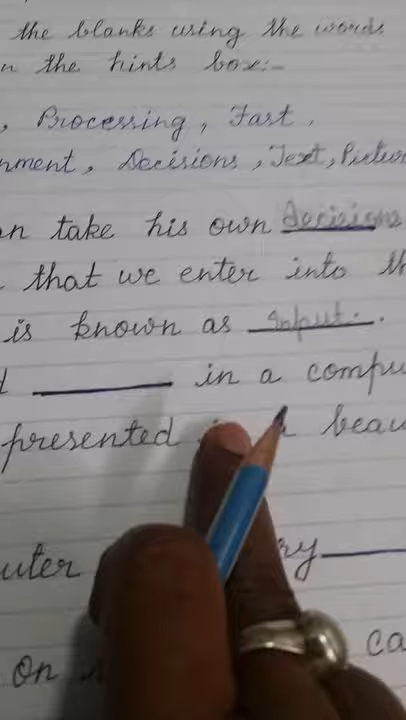 the blanks using the words
the hints box:-
, Processing, Fast,
nment, Decisions, Text, Pictur
n take his own Decisions
that we enter into th
is known as Input.
in a compu
presented beau
uter ry
On ca